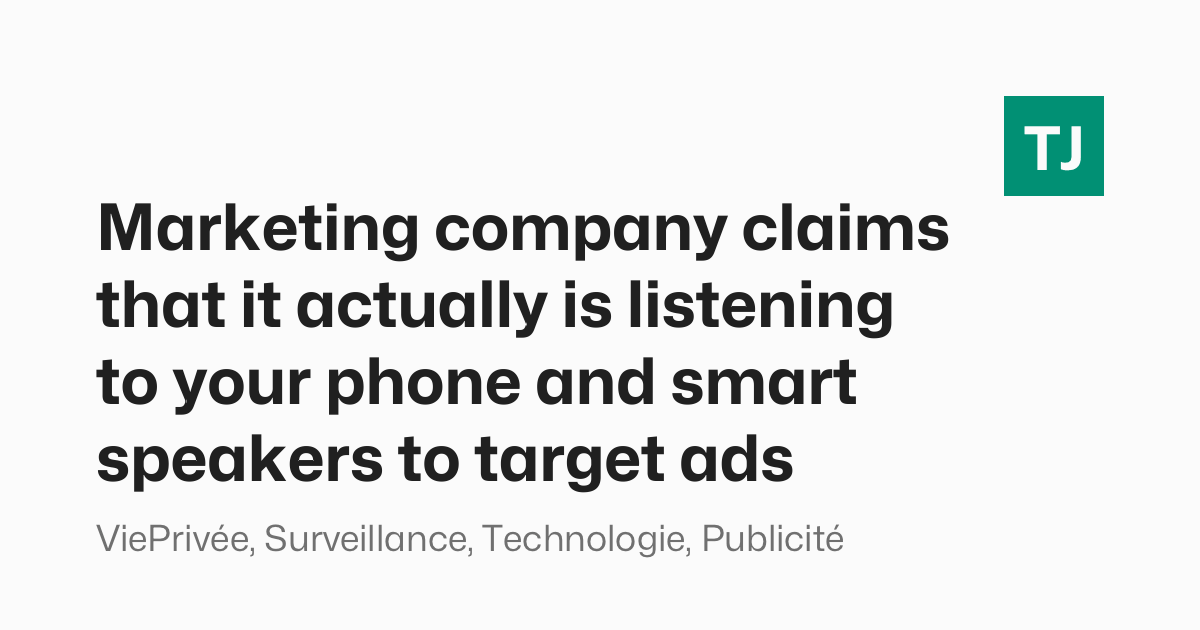 TJ
Marketing company claims
that it actually is listening
to your phone and smart
speakers to target ads
ViePrivée, Surveillance, Technologie, Publicité